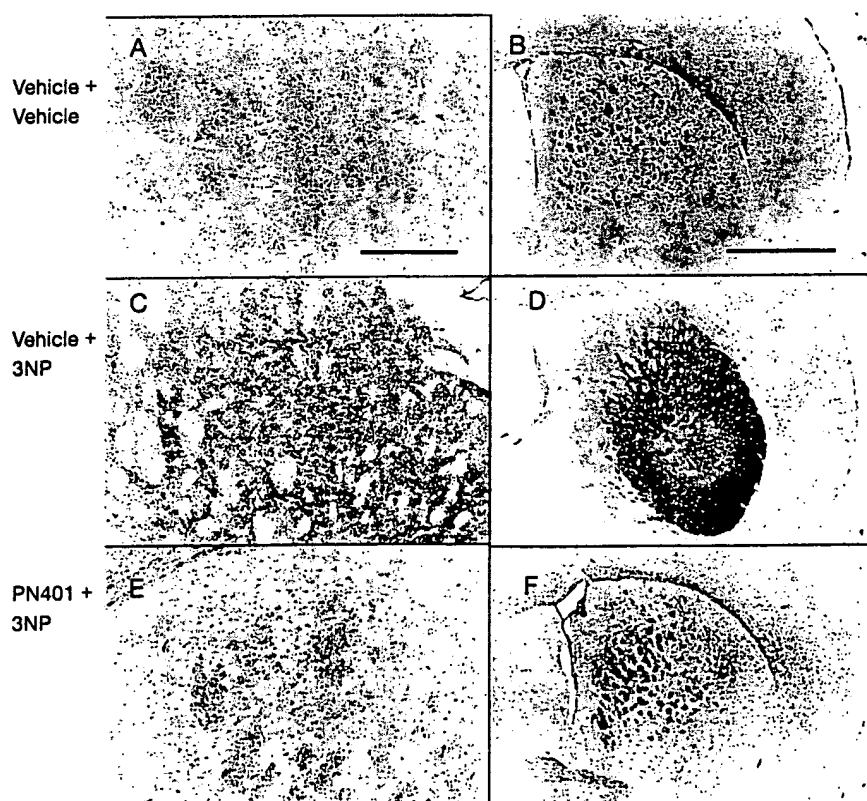 A
B
Vehicle +
Vehicle
C
D
Vehicle +
3NP
E
F
PN401 +
3NP